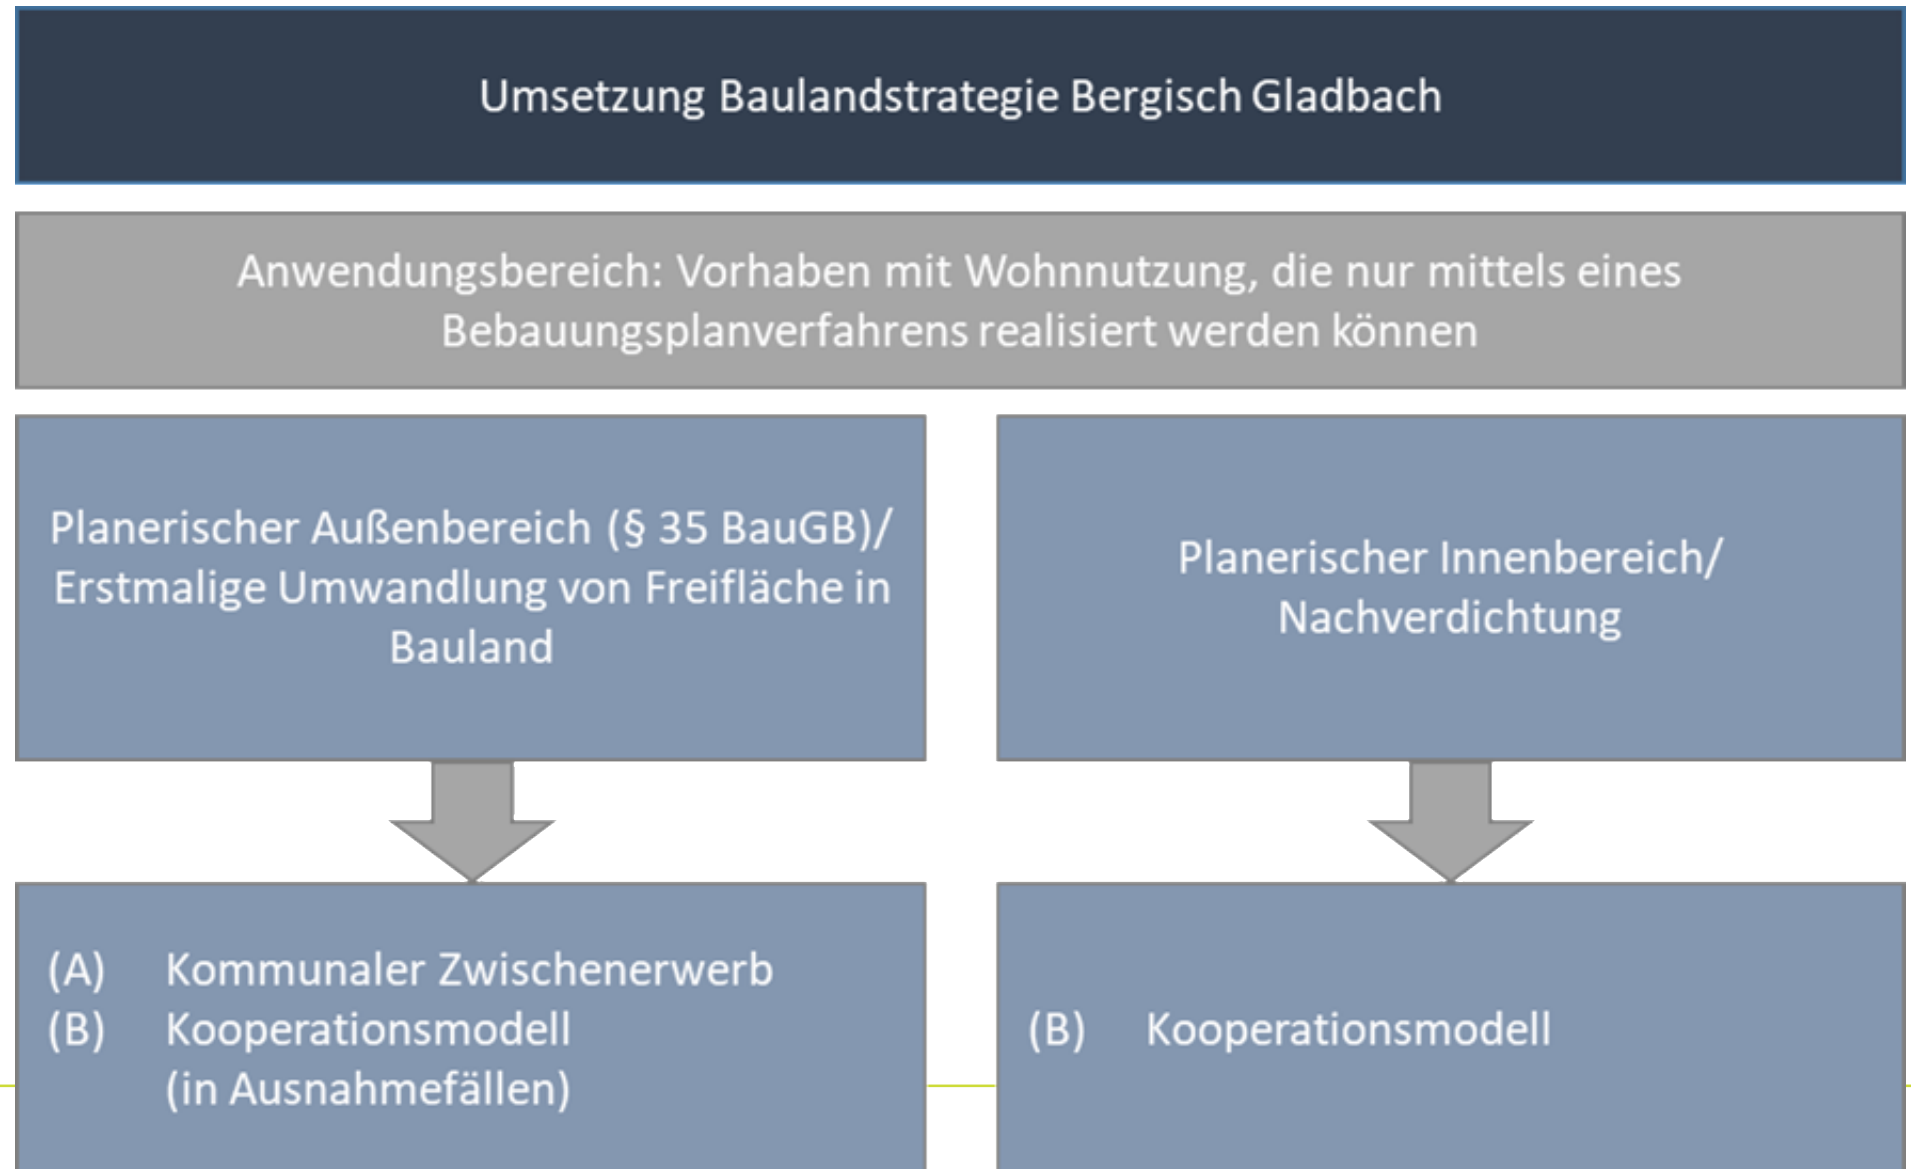 Umsetzung Baulandstrategie Bergisch Gladbach
Anwendungsbereich: Vorhaben mit Wohnnutzung, die nur mittels eines
Bebauungsplanverfahrens realisiert werden können
Planerischer Außenbereich (§ 35 BauGB)/
Erstmalige Umwandlung von Freifläche in
Bauland
Planerischer Innenbereich/
Nachverdichtung
(A) Kommunaler Zwischenerwerb
(B) Kooperationsmodell
(in Ausnahmefällen)
(B) Kooperationsmodell